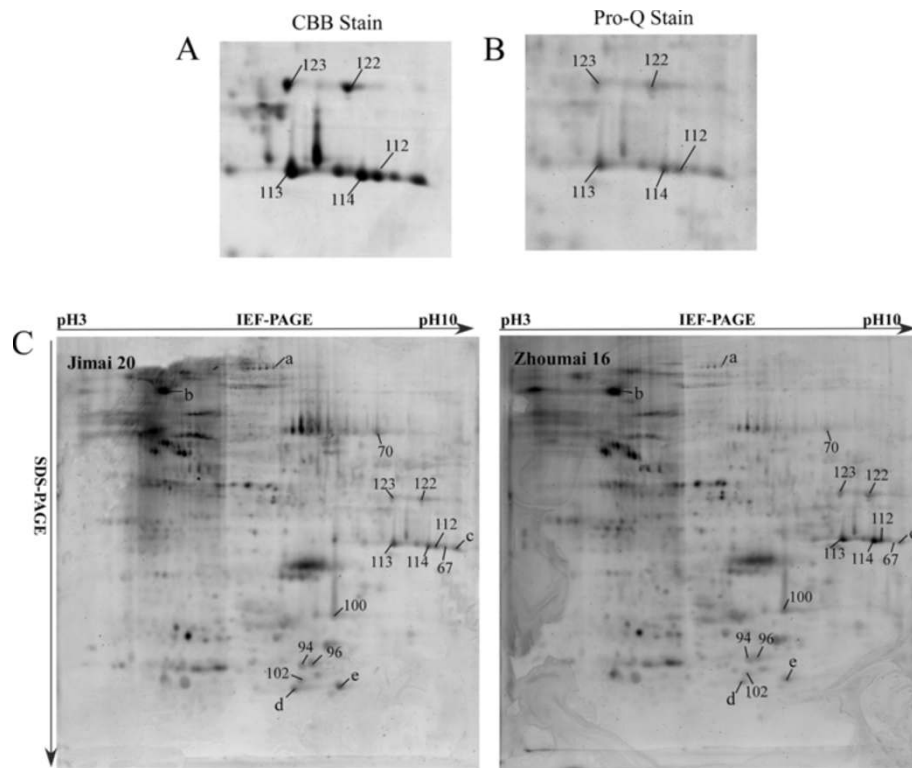 CBB Stain
A
123
122
112
113
114
Pro-Q Stain
B
123
122
112
113
114
C
pH3 IEF-PAGE pH10
SDS-PAGE
Jimai 20
a
b
70
123 122
112
c
113 114 67
100
94 96
102 e
d
pH3 IEF-PAGE pH10
Zhoumai 16
a
b
70
123 122
112
113 114 67
100
94 96
e
102
d